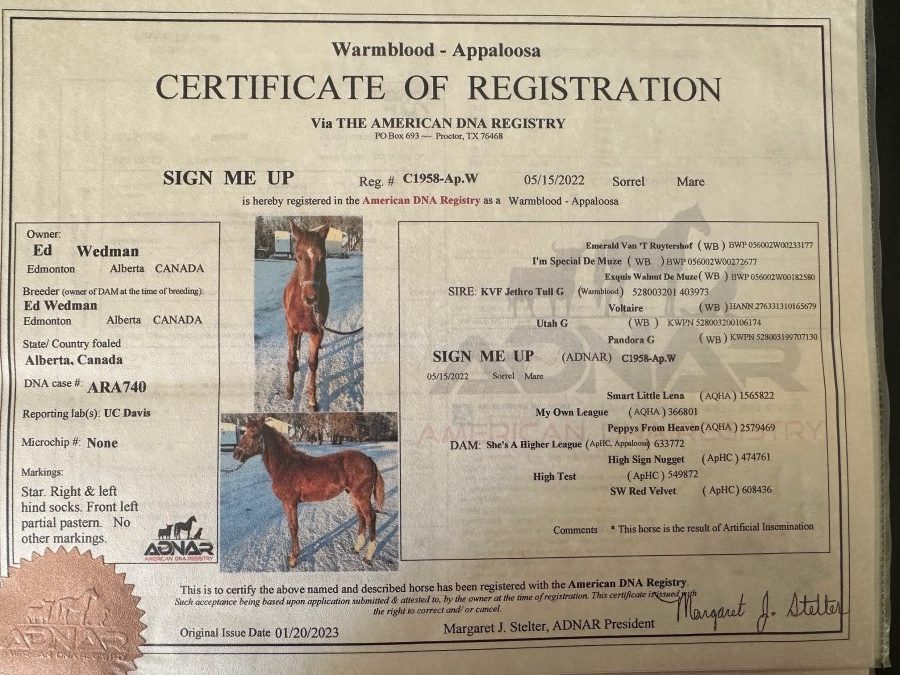 Warmblood - Appaloosa
CERTIFICATE OF REGISTRATION
Via THE AMERICAN DNA REGISTRY
PO Box 693 — Proctor, TX 76468
SIGN ME UP Reg. # C1958-Ap.W 05/15/2022 Sorrel Mare
is hereby registered in the American DNA Registry as a Warmblood - Appaloosa
Owner:
Ed Wedman
Edmonton Alberta CANADA
Breeder (owner of DAM at the time of breeding):
Ed Wedman
Edmonton Alberta CANADA
State/ Country foaled
Alberta, Canada
DNA case #: ARA740
Reporting lab(s): UC Davis
Microchip #: None
Markings:
Star. Right & left
hind socks. Front left
partial pastern. No
other markings.
ADNAR
AMERICAN DNA REGISTRY
Emerald Van 'T Ruytershof ( WB ) BWP 056002W00233177
I'm Special De Muze ( WB ) BWP 056002W00272677
Exquis Walnut De Muze ( WB ) BWP 056002W00182580
SIRE: KVF Jethro Tull G (Warmblood) 528003201 403973
Voltaire ( WB ) HANN 276331310165679
Utah G ( WB ) KWPN 528003200106174
Pandora G ( WB ) KWPN 528003199707130
SIGN ME UP (ADNAR) C1958-Ap.W
05/15/2022 Sorrel Mare
Smart Little Lena ( AQHA ) 1565822
My Own League ( AQHA ) 366801
Peppys From Heaven ( AQHA ) 2579469
DAM: She's A Higher League ( ApHC, Appaloosa) 633772
High Sign Nugget ( ApHC ) 474761
High Test ( ApHC ) 549872
SW Red Velvet ( ApHC ) 608436
Comments * This horse is the result of Artificial Insemination
ADNAR
AMERICAN DNA REGISTRY
This is to certify the above named and described horse has been registered with the American DNA Registry
Such acceptance being based upon application submitted & attested to, by the owner at the time of registration. This certificate is issued with
the right to correct and/ or cancel.
Original Issue Date 01/20/2023
Margaret J. Stelter, ADNAR President
Margaret J. Stelter
ADNAR
AMERICAN DNA REGISTRY